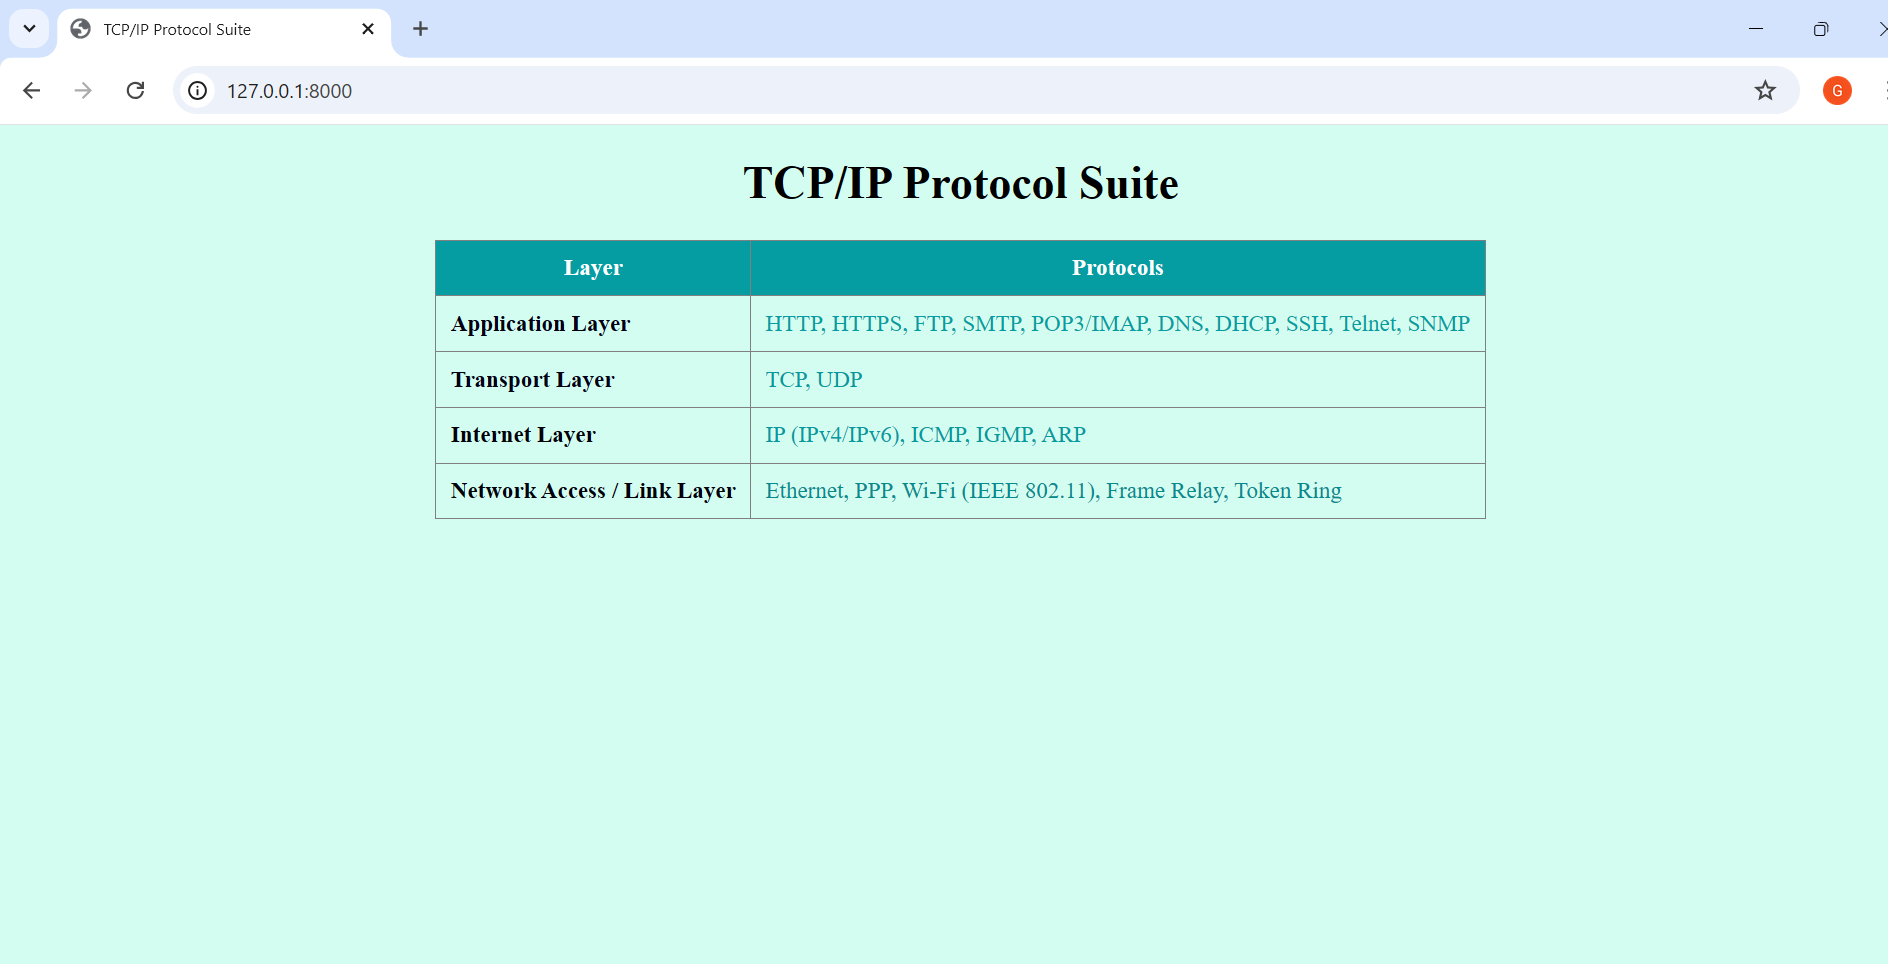 TCP/IP Protocol Suite
127.0.0.1:8000
G
TCP/IP Protocol Suite
Layer Protocols
Application Layer HTTP, HTTPS, FTP, SMTP, POP3/IMAP, DNS, DHCP, SSH, Telnet, SNMP
Transport Layer TCP, UDP
Internet Layer IP (IPv4/IPv6), ICMP, IGMP, ARP
Network Access / Link Layer Ethernet, PPP, Wi-Fi (IEEE 802.11), Frame Relay, Token Ring